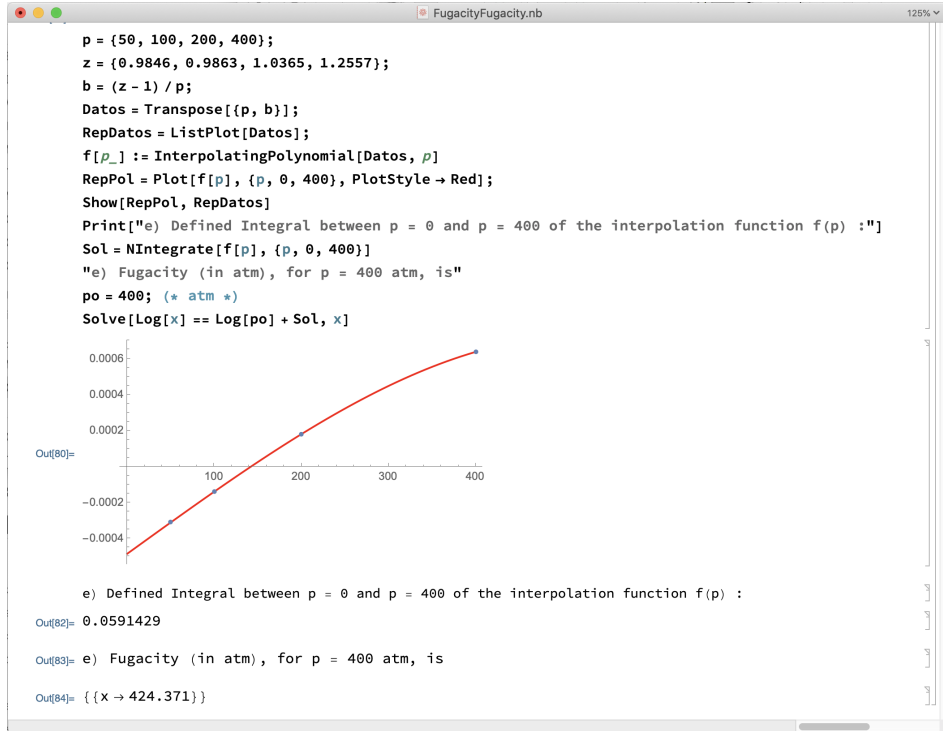 FugacityFugacity.nb
125%
p = {50, 100, 200, 400};
z = {0.9846, 0.9863, 1.0365, 1.2557};
b = (z - 1) / p;
Datos = Transpose[{p, b}];
RepDatos = ListPlot[Datos];
f[p_] := InterpolatingPolynomial[Datos, p]
RepPol = Plot[f[p], {p, 0, 400}, PlotStyle → Red];
Show[RepPol, RepDatos]
Print["e) Defined Integral between p = 0 and p = 400 of the interpolation function f(p) :"]
Sol = NIntegrate[f[p], {p, 0, 400}]
"e) Fugacity (in atm), for p = 400 atm, is"
po = 400; (* atm *)
Solve[Log[x] == Log[po] + Sol, x]
0.0006
0.0004
0.0002
Out[80]=
100 200 300 400
-0.0002
-0.0004
e) Defined Integral between p = 0 and p = 400 of the interpolation function f(p) :
Out[82]= 0.0591429
Out[83]= e) Fugacity (in atm), for p = 400 atm, is
Out[84]= {{x → 424.371}}